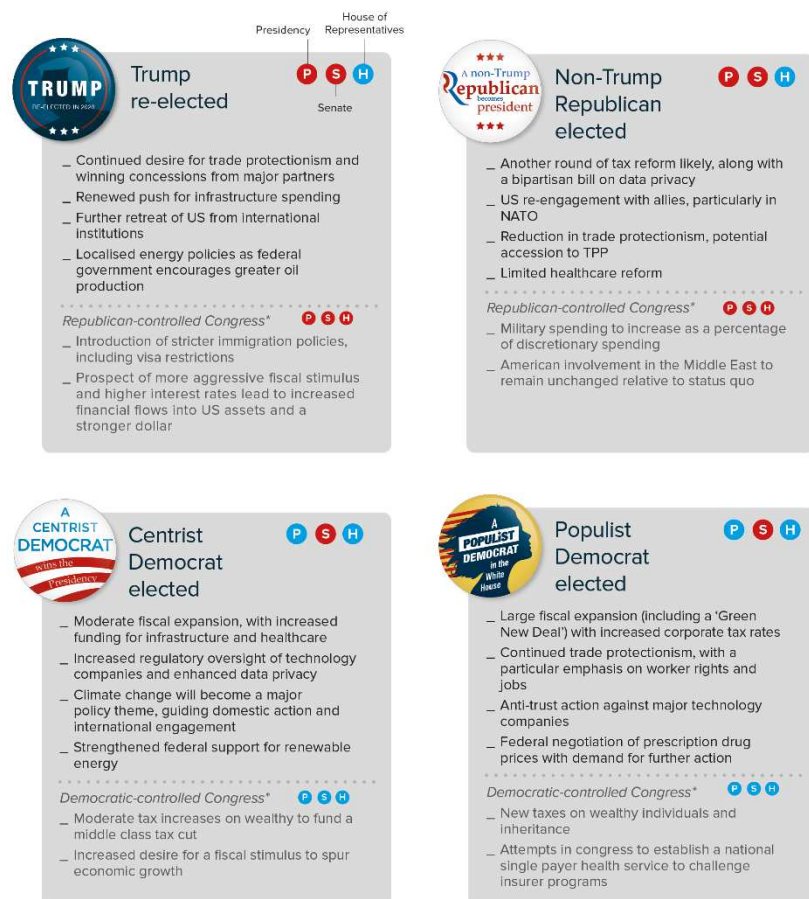 House of
Presidency Representatives
TRUMP
RE-ELECTED IN 2020
Trump
re-elected
P S H
Senate
_ Continued desire for trade protectionism and
winning concessions from major partners
_ Renewed push for infrastructure spending
_ Further retreat of US from international
institutions
_ Localised energy policies as federal
government encourages greater oil
production
Republican-controlled Congress* P S H
_ Introduction of stricter immigration policies,
including visa restrictions
_ Prospect of more aggressive fiscal stimulus
and higher interest rates lead to increased
financial flows into US assets and a
stronger dollar
A non-Trump
Republican
becomes
president
Non-Trump
Republican
elected
P S H
_ Another round of tax reform likely, along with
a bipartisan bill on data privacy
_ US re-engagement with allies, particularly in
NATO
_ Reduction in trade protectionism, potential
accession to TPP
_ Limited healthcare reform
Republican-controlled Congress* P S H
_ Military spending to increase as a percentage
of discretionary spending
_ American involvement in the Middle East to
remain unchanged relative to status quo
A
CENTRIST
DEMOCRAT
wins the
Presidency
Centrist
Democrat
elected
P S H
_ Moderate fiscal expansion, with increased
funding for infrastructure and healthcare
_ Increased regulatory oversight of technology
companies and enhanced data privacy
_ Climate change will become a major
policy theme, guiding domestic action and
international engagement
_ Strengthened federal support for renewable
energy
Democratic-controlled Congress* P S H
_ Moderate tax increases on wealthy to fund a
middle class tax cut
_ Increased desire for a fiscal stimulus to spur
economic growth
A
POPULIST
DEMOCRAT
in the
White
House
Populist
Democrat
elected
P S H
_ Large fiscal expansion (including a ‘Green
New Deal’) with increased corporate tax rates
_ Continued trade protectionism, with a
particular emphasis on worker rights and
jobs
_ Anti-trust action against major technology
companies
_ Federal negotiation of prescription drug
prices with demand for further action
Democratic-controlled Congress* P S H
_ New taxes on wealthy individuals and
inheritance
_ Attempts in congress to establish a national
single payer health service to challenge
insurer programs